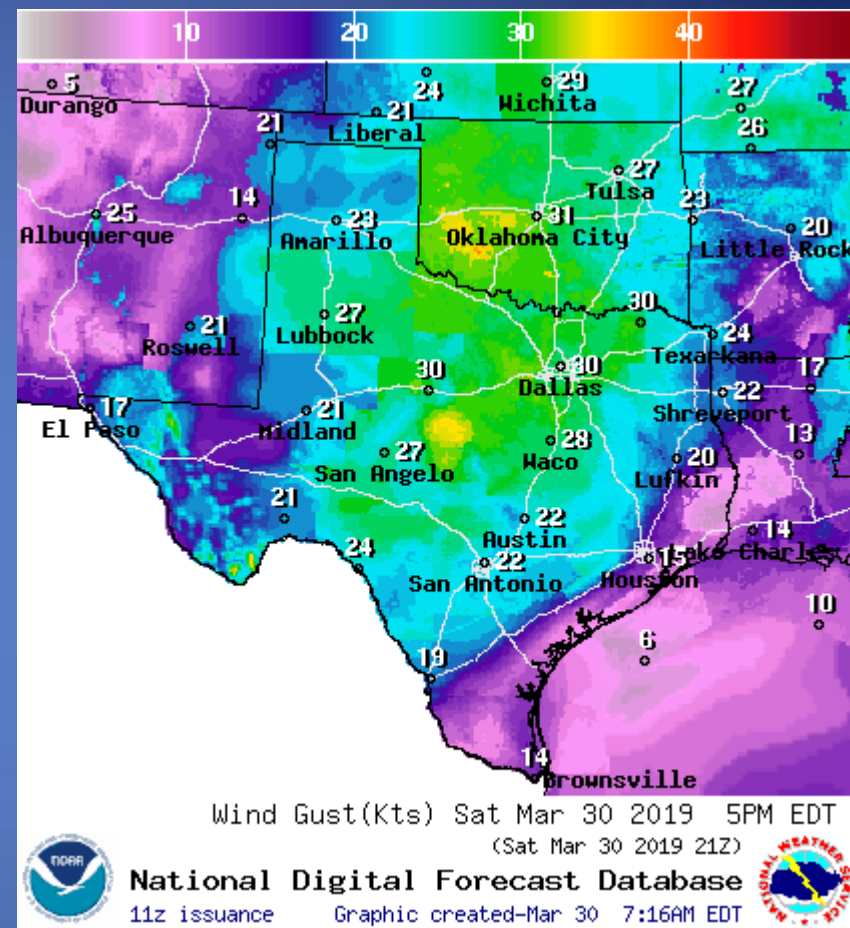 10 20 30 40
5
Durango
24
29
Wichita
27
21
Liberal
21
26
27
Tulsa
25
Albuquerque
14
23
Amarillo
31
Oklahoma City
23
20
Little Rock
21
Roswell
27
Lubbock
30
24
Texarkana
30
30
Dallas
17
22
Shreveport
17
El Paso
21
Midland
27
San Angelo
28
Waco
20
Lufkin
13
21
22
Austin
14
Lake Charles
24
22
San Antonio
15
Houston
10
6
19
14
Brownsville
Wind Gust(Kts) Sat Mar 30 2019 5PM EDT
(Sat Mar 30 2019 21Z)
NOAA
National Digital Forecast Database
11z issuance Graphic created-Mar 30 7:16AM EDT
NATIONAL WEATHER SERVICE